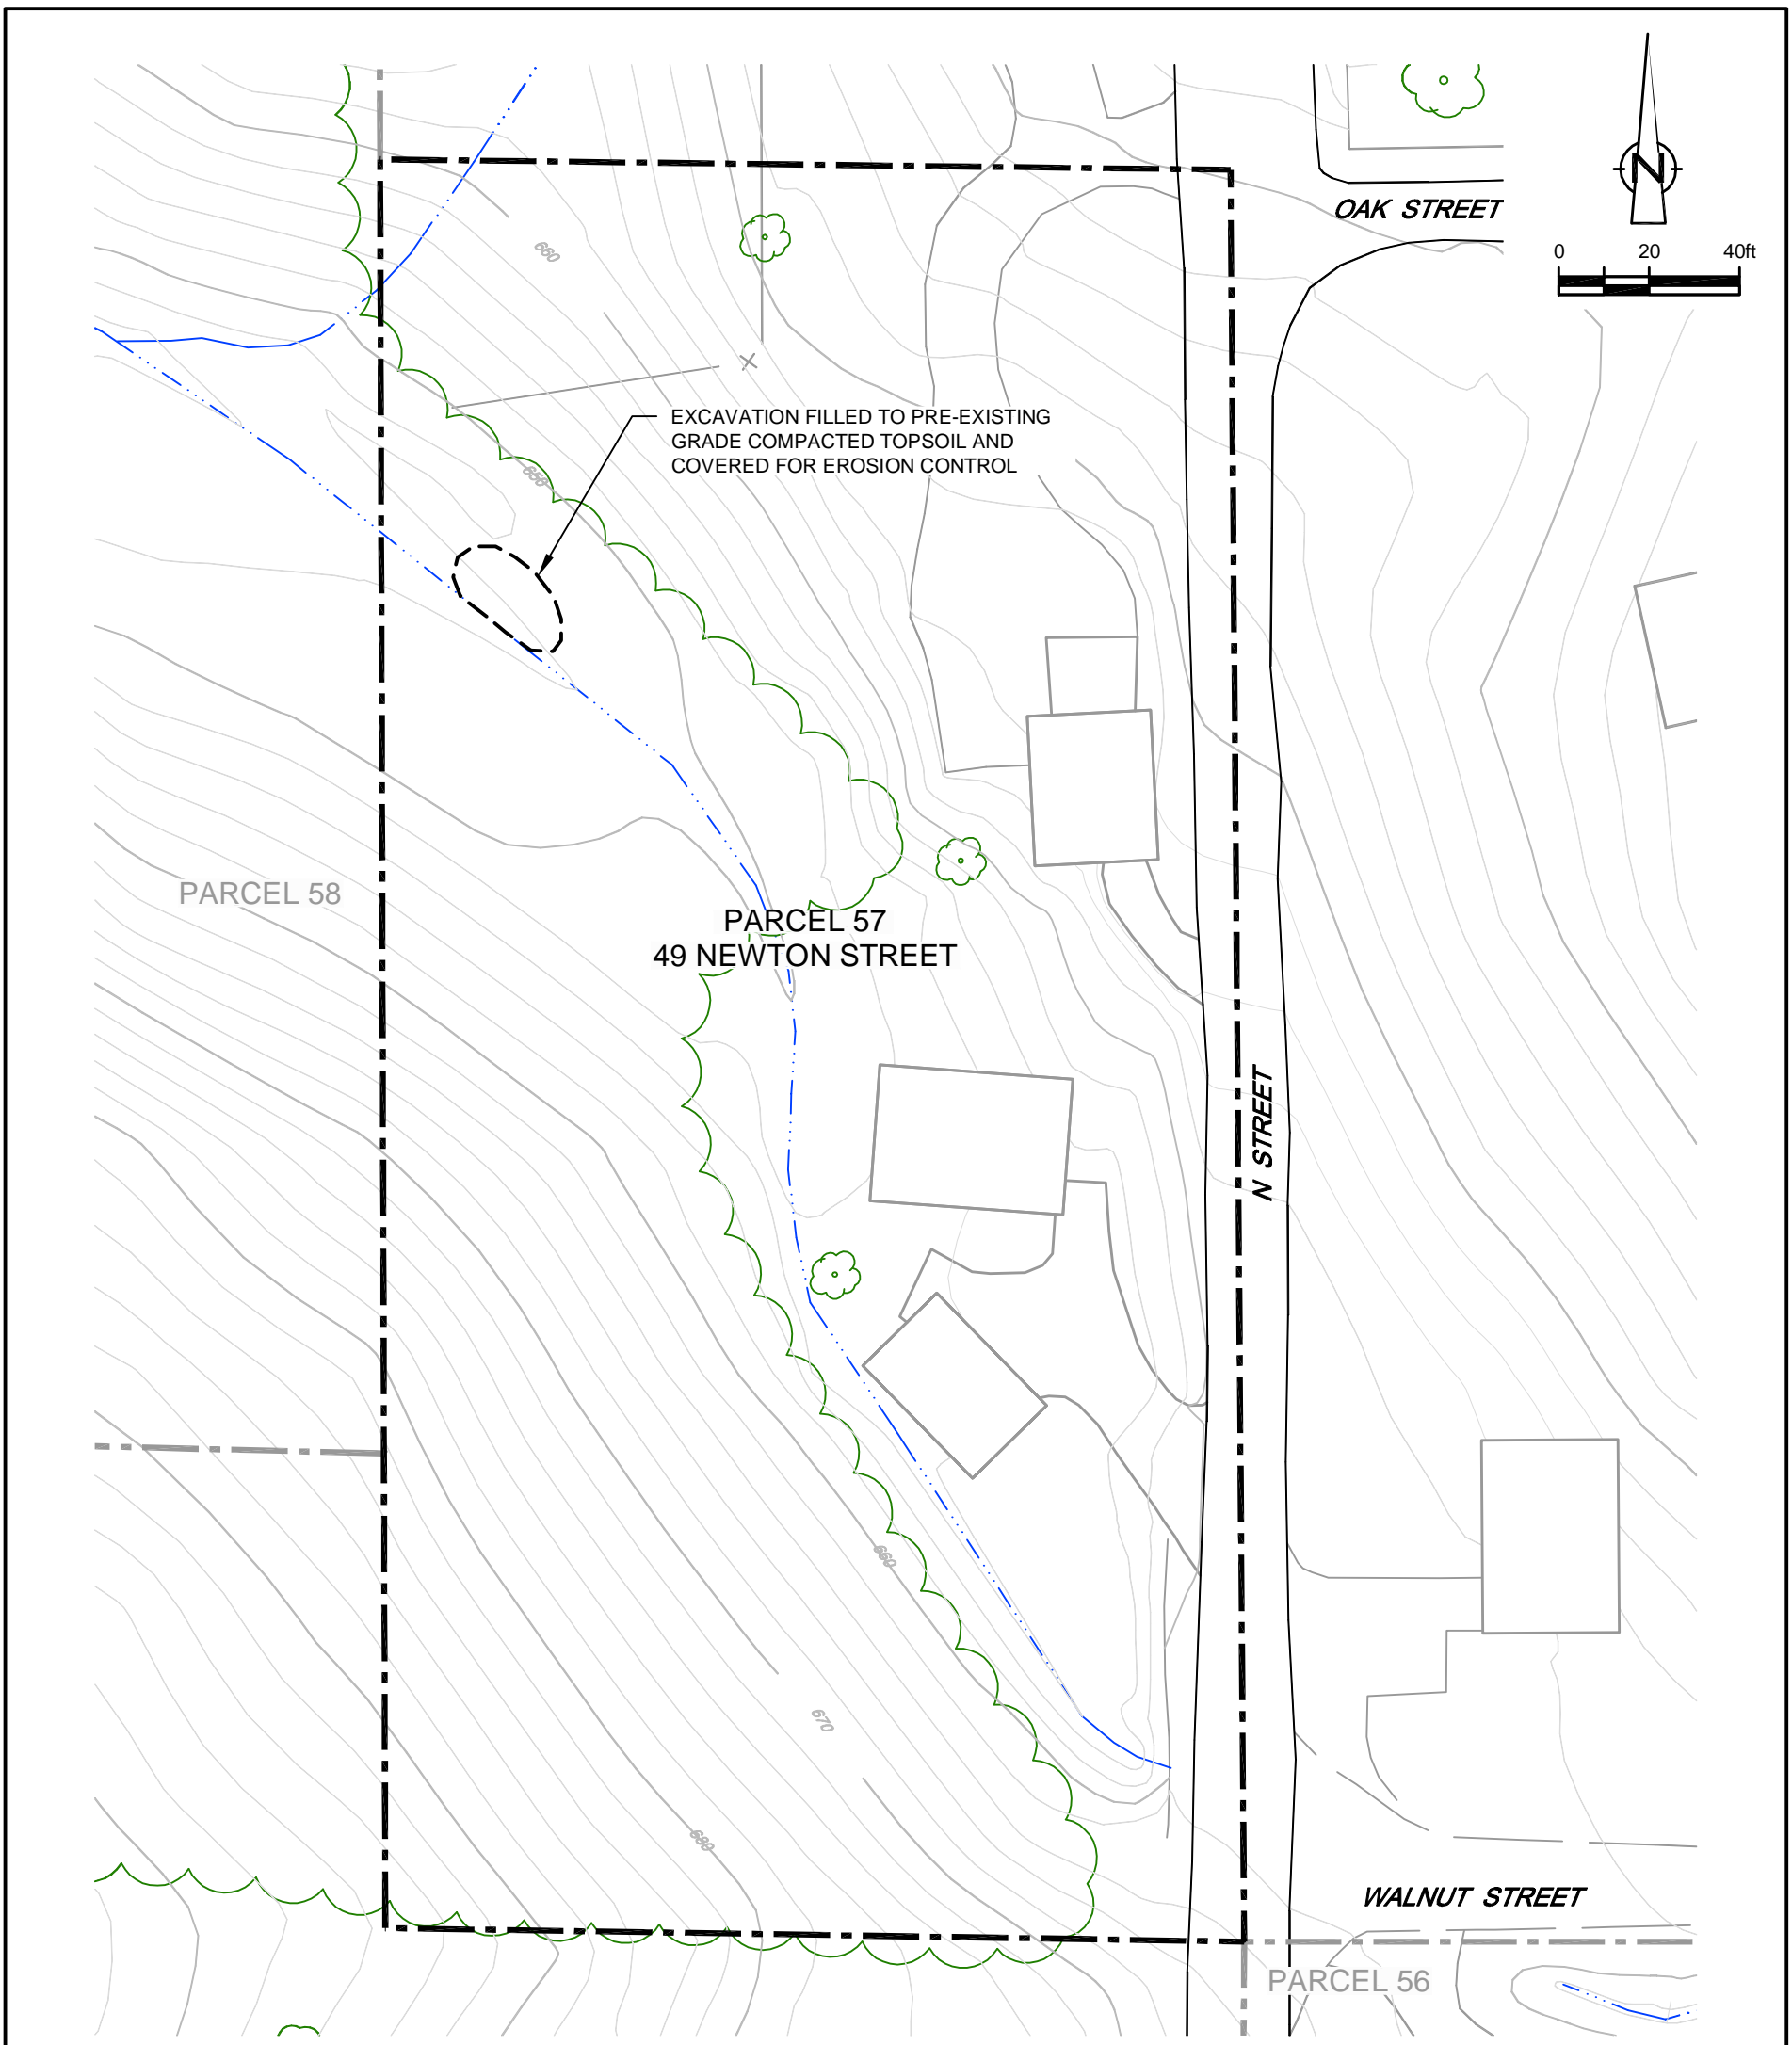 N
OAK STREET
0 20 40ft
660
EXCAVATION FILLED TO PRE-EXISTING
GRADE COMPACTED TOPSOIL AND
COVERED FOR EROSION CONTROL
650
PARCEL 58
PARCEL 57
49 NEWTON STREET
N STREET
660
670
680
WALNUT STREET
PARCEL 56